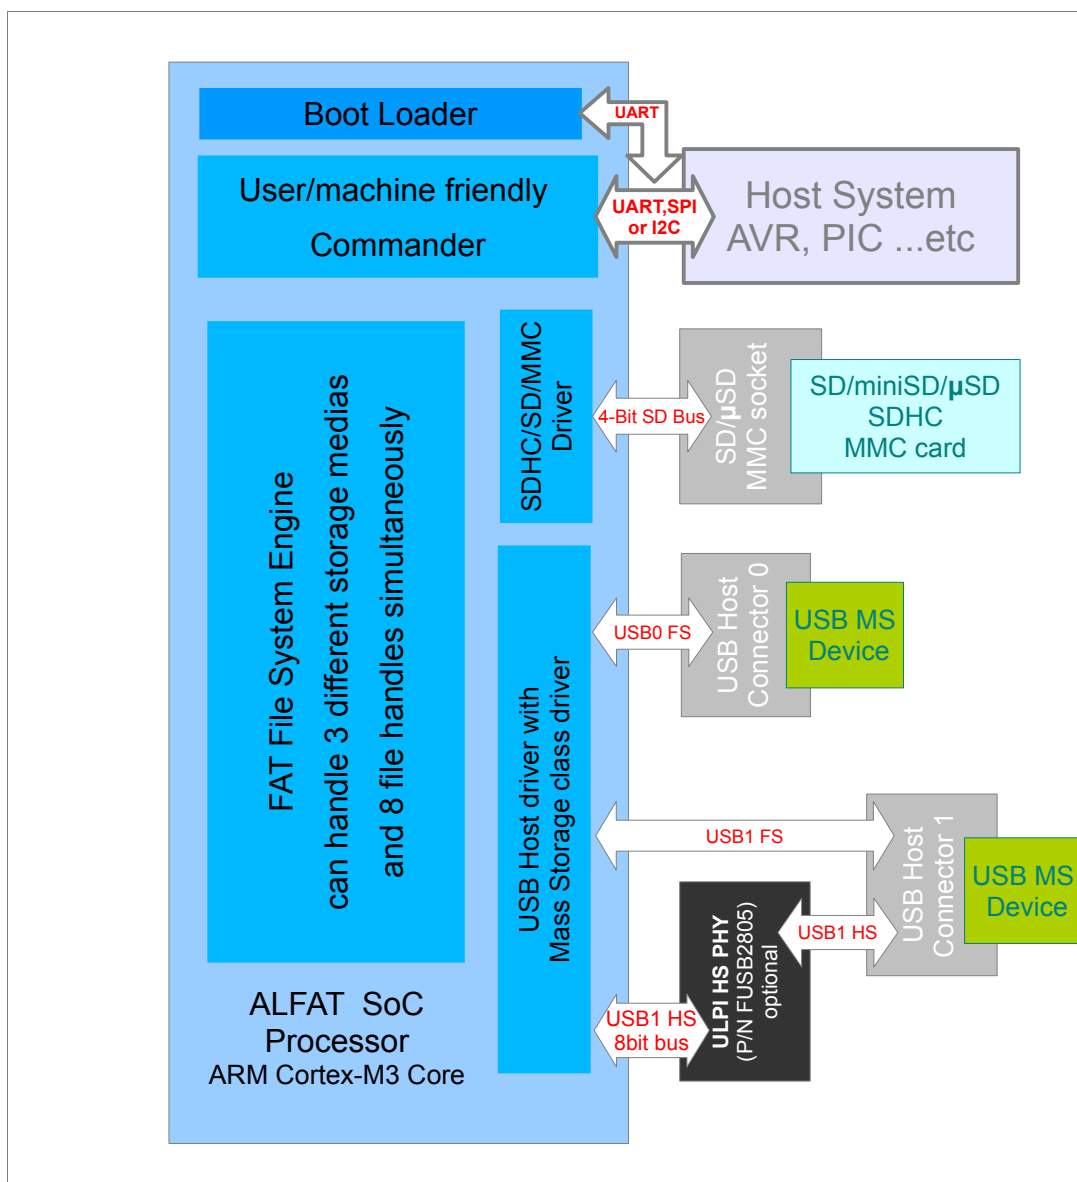 Boot Loader
UART
User/machine friendly
Commander
UART,SPI
or I2C
Host System
AVR, PIC ...etc
FAT File System Engine
can handle 3 different storage medias
and 8 file handles simultaneously
SDHC/SD/MMC
Driver
4-Bit SD Bus
SD/µSD
MMC socket
SD/miniSD/µSD
SDHC
MMC card
USB Host driver with
Mass Storage class driver
USB0 FS
USB Host
Connector 0
USB MS
Device
USB1 FS
USB Host
Connector 1
USB MS
Device
USB1 HS
ULPI HS PHY
(P/N FUSB2805)
optional
USB1 HS
8bit bus
ALFAT SoC
Processor
ARM Cortex-M3 Core